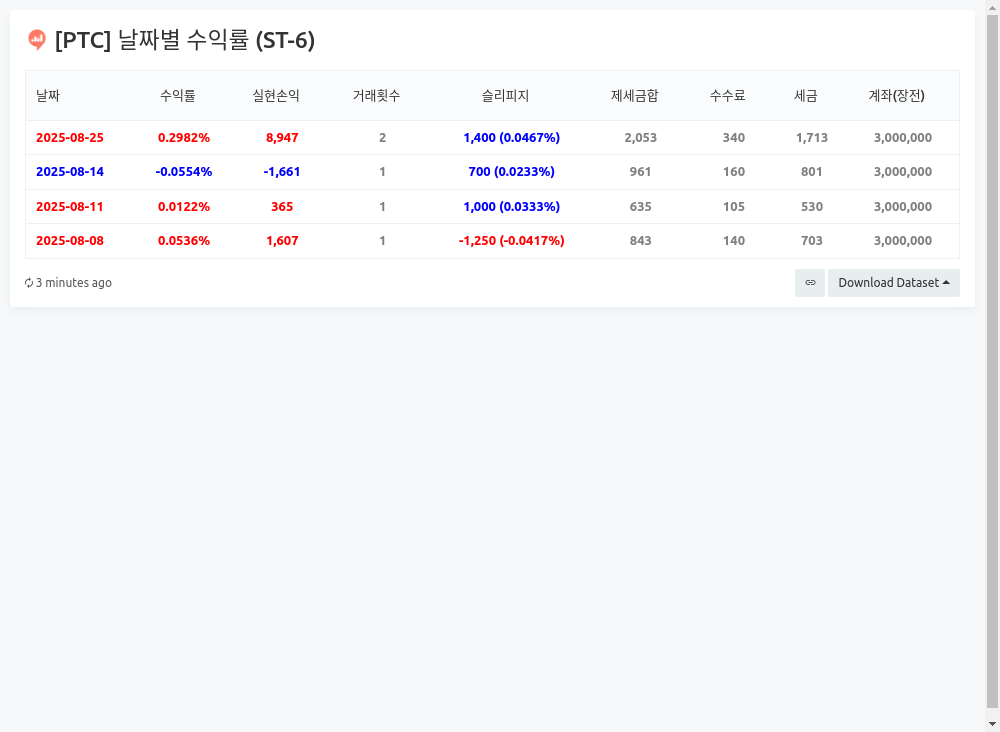 [PTC] 날짜별 수익률 (ST-6)
날짜 수익률 실현손익 거래횟수 슬리피지 제세금합 수수료 세금 계좌(장전)
2025-08-25 0.2982% 8,947 2 1,400 (0.0467%) 2,053 340 1,713 3,000,000
2025-08-14 -0.0554% -1,661 1 700 (0.0233%) 961 160 801 3,000,000
2025-08-11 0.0122% 365 1 1,000 (0.0333%) 635 105 530 3,000,000
2025-08-08 0.0536% 1,607 1 -1,250 (-0.0417%) 843 140 703 3,000,000
3 minutes ago Download Dataset